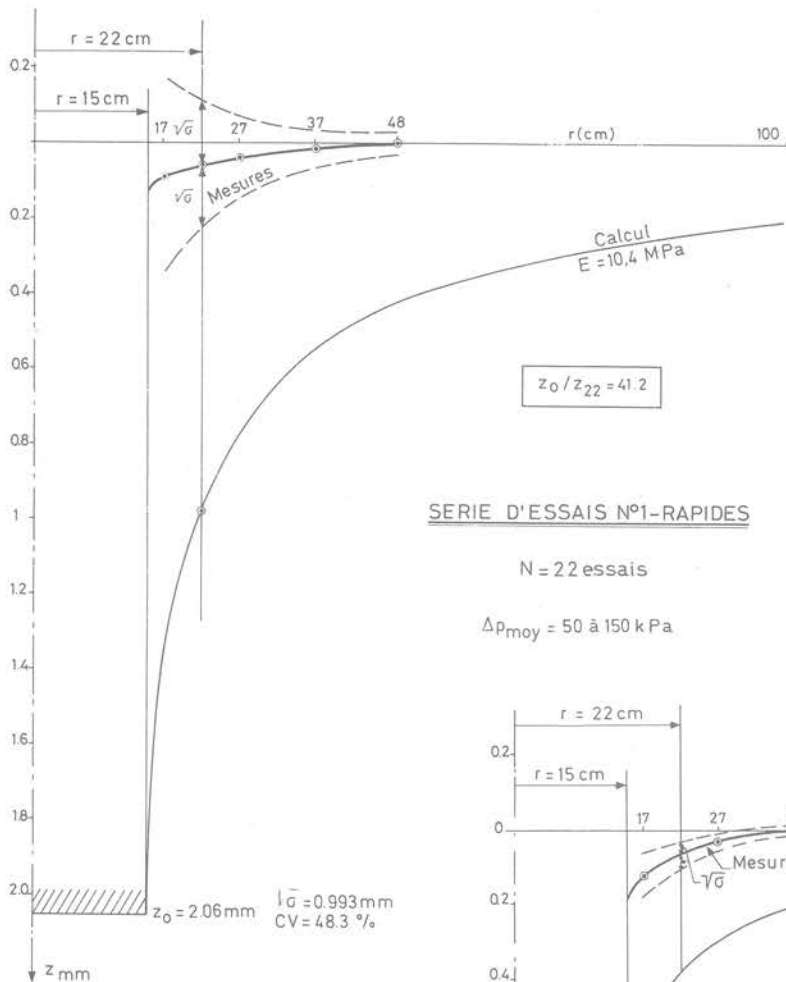 r = 22 cm
0.2
r = 15 cm
17
√σ
27
37
48
r(cm)
100
√σ
Mesures
0.2
Calcul
E = 10,4 MPa
0.4
0.6
z₀ / z₂₂ = 41.2
0.8
1
SERIE D'ESSAIS N°1-RAPIDES
N = 22 essais
1.2
Δp moy = 50 à 150 kPa
1.4
1.6
r = 22 cm
0.2
r = 15 cm
1.8
17
27
0
Mesur
√σ
2.0
z₀ = 2.06 mm
√σ = 0.993 mm
CV = 48.3 %
0.2
z mm
0.4